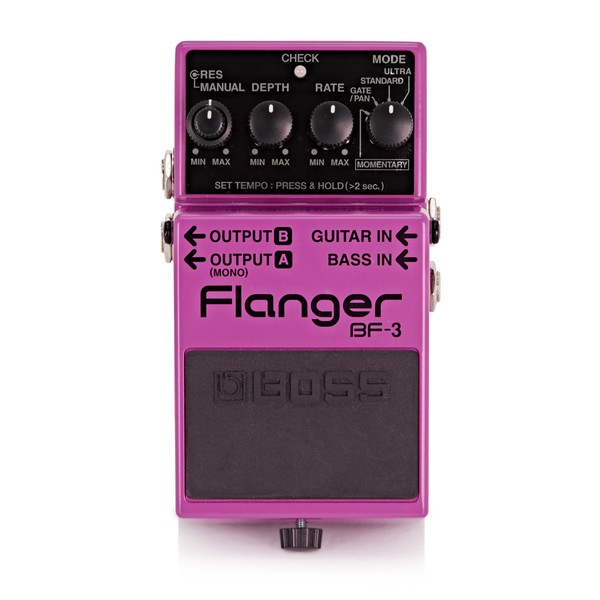 CHECK
MODE
RES
MANUAL
DEPTH
RATE
GATE
/PAN
STANDARD
ULTRA
MOMENTARY
MIN MAX
MIN MAX
MIN MAX
SET TEMPO : PRESS & HOLD (>2 sec.)
OUTPUT B
GUITAR IN
OUTPUT A
(MONO)
BASS IN
Flanger
BF-3
BOSS